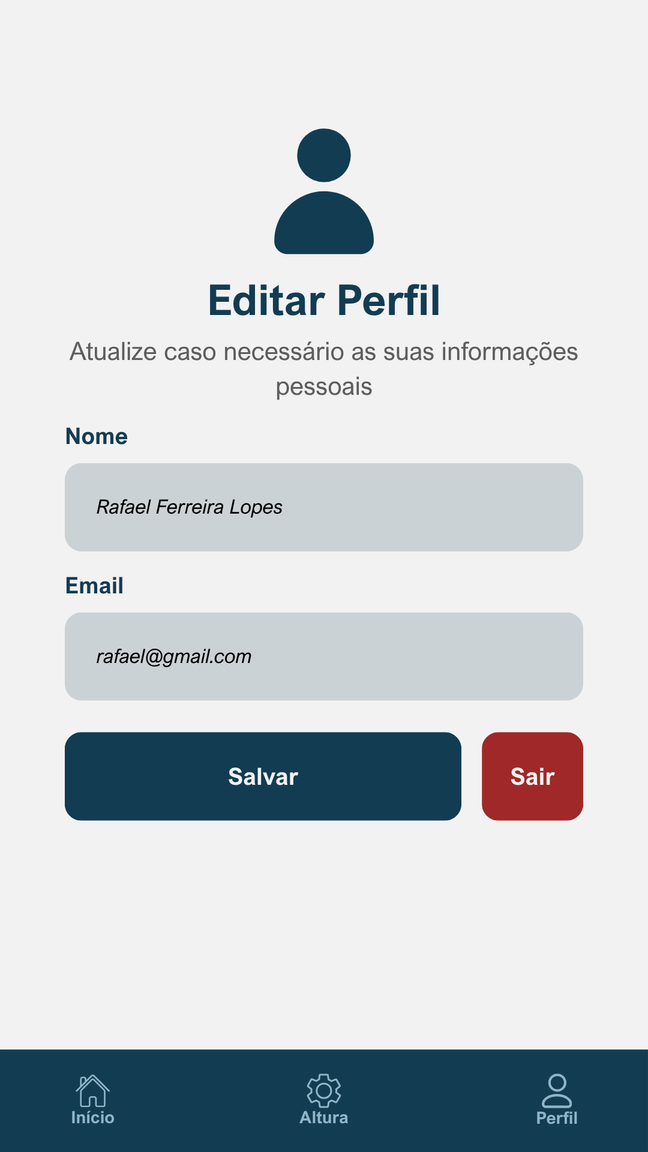 Editar Perfil
Atualize caso necessário as suas informações
pessoais
Nome
Rafael Ferreira Lopes
Email
rafael@gmail.com
Salvar
Sair
Início
Altura
Perfil